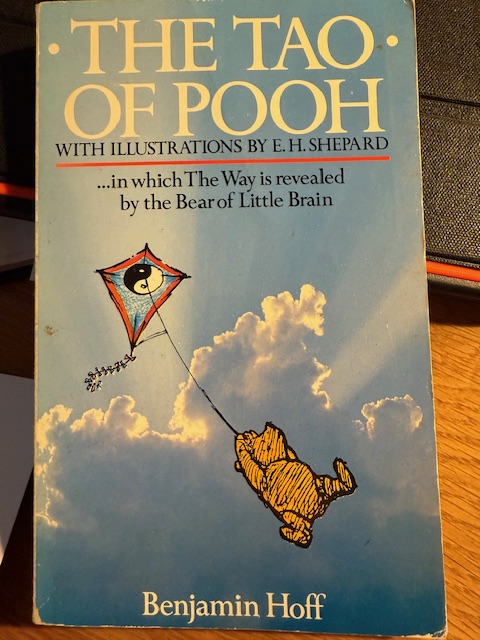 · THE TAO ·
OF POOH
WITH ILLUSTRATIONS BY E. H. SHEPARD
...in which The Way is revealed
by the Bear of Little Brain
Benjamin Hoff